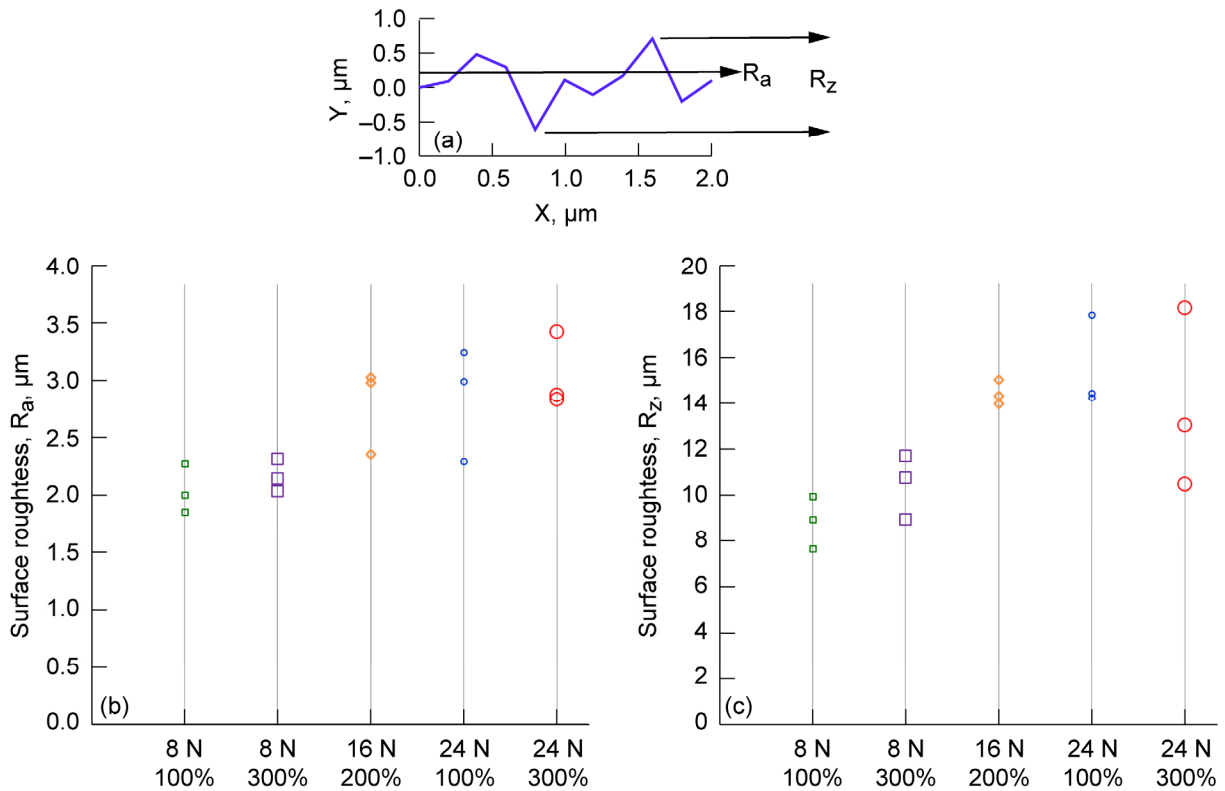 1.0
0.5
0.0
–0.5
–1.0
Y, µm
(a)
Ra
Rz
0.0 0.5 1.0 1.5 2.0
X, µm
4.0
3.5
3.0
2.5
2.0
1.5
1.0
0.5
0.0
Surface roughtess, Ra, µm
(b)
8 N 8 N 16 N 24 N 24 N
100% 300% 200% 100% 300%
20
18
16
14
12
10
8
6
4
2
0
Surface roughtess, Rz, µm
(c)
8 N 8 N 16 N 24 N 24 N
100% 300% 200% 100% 300%